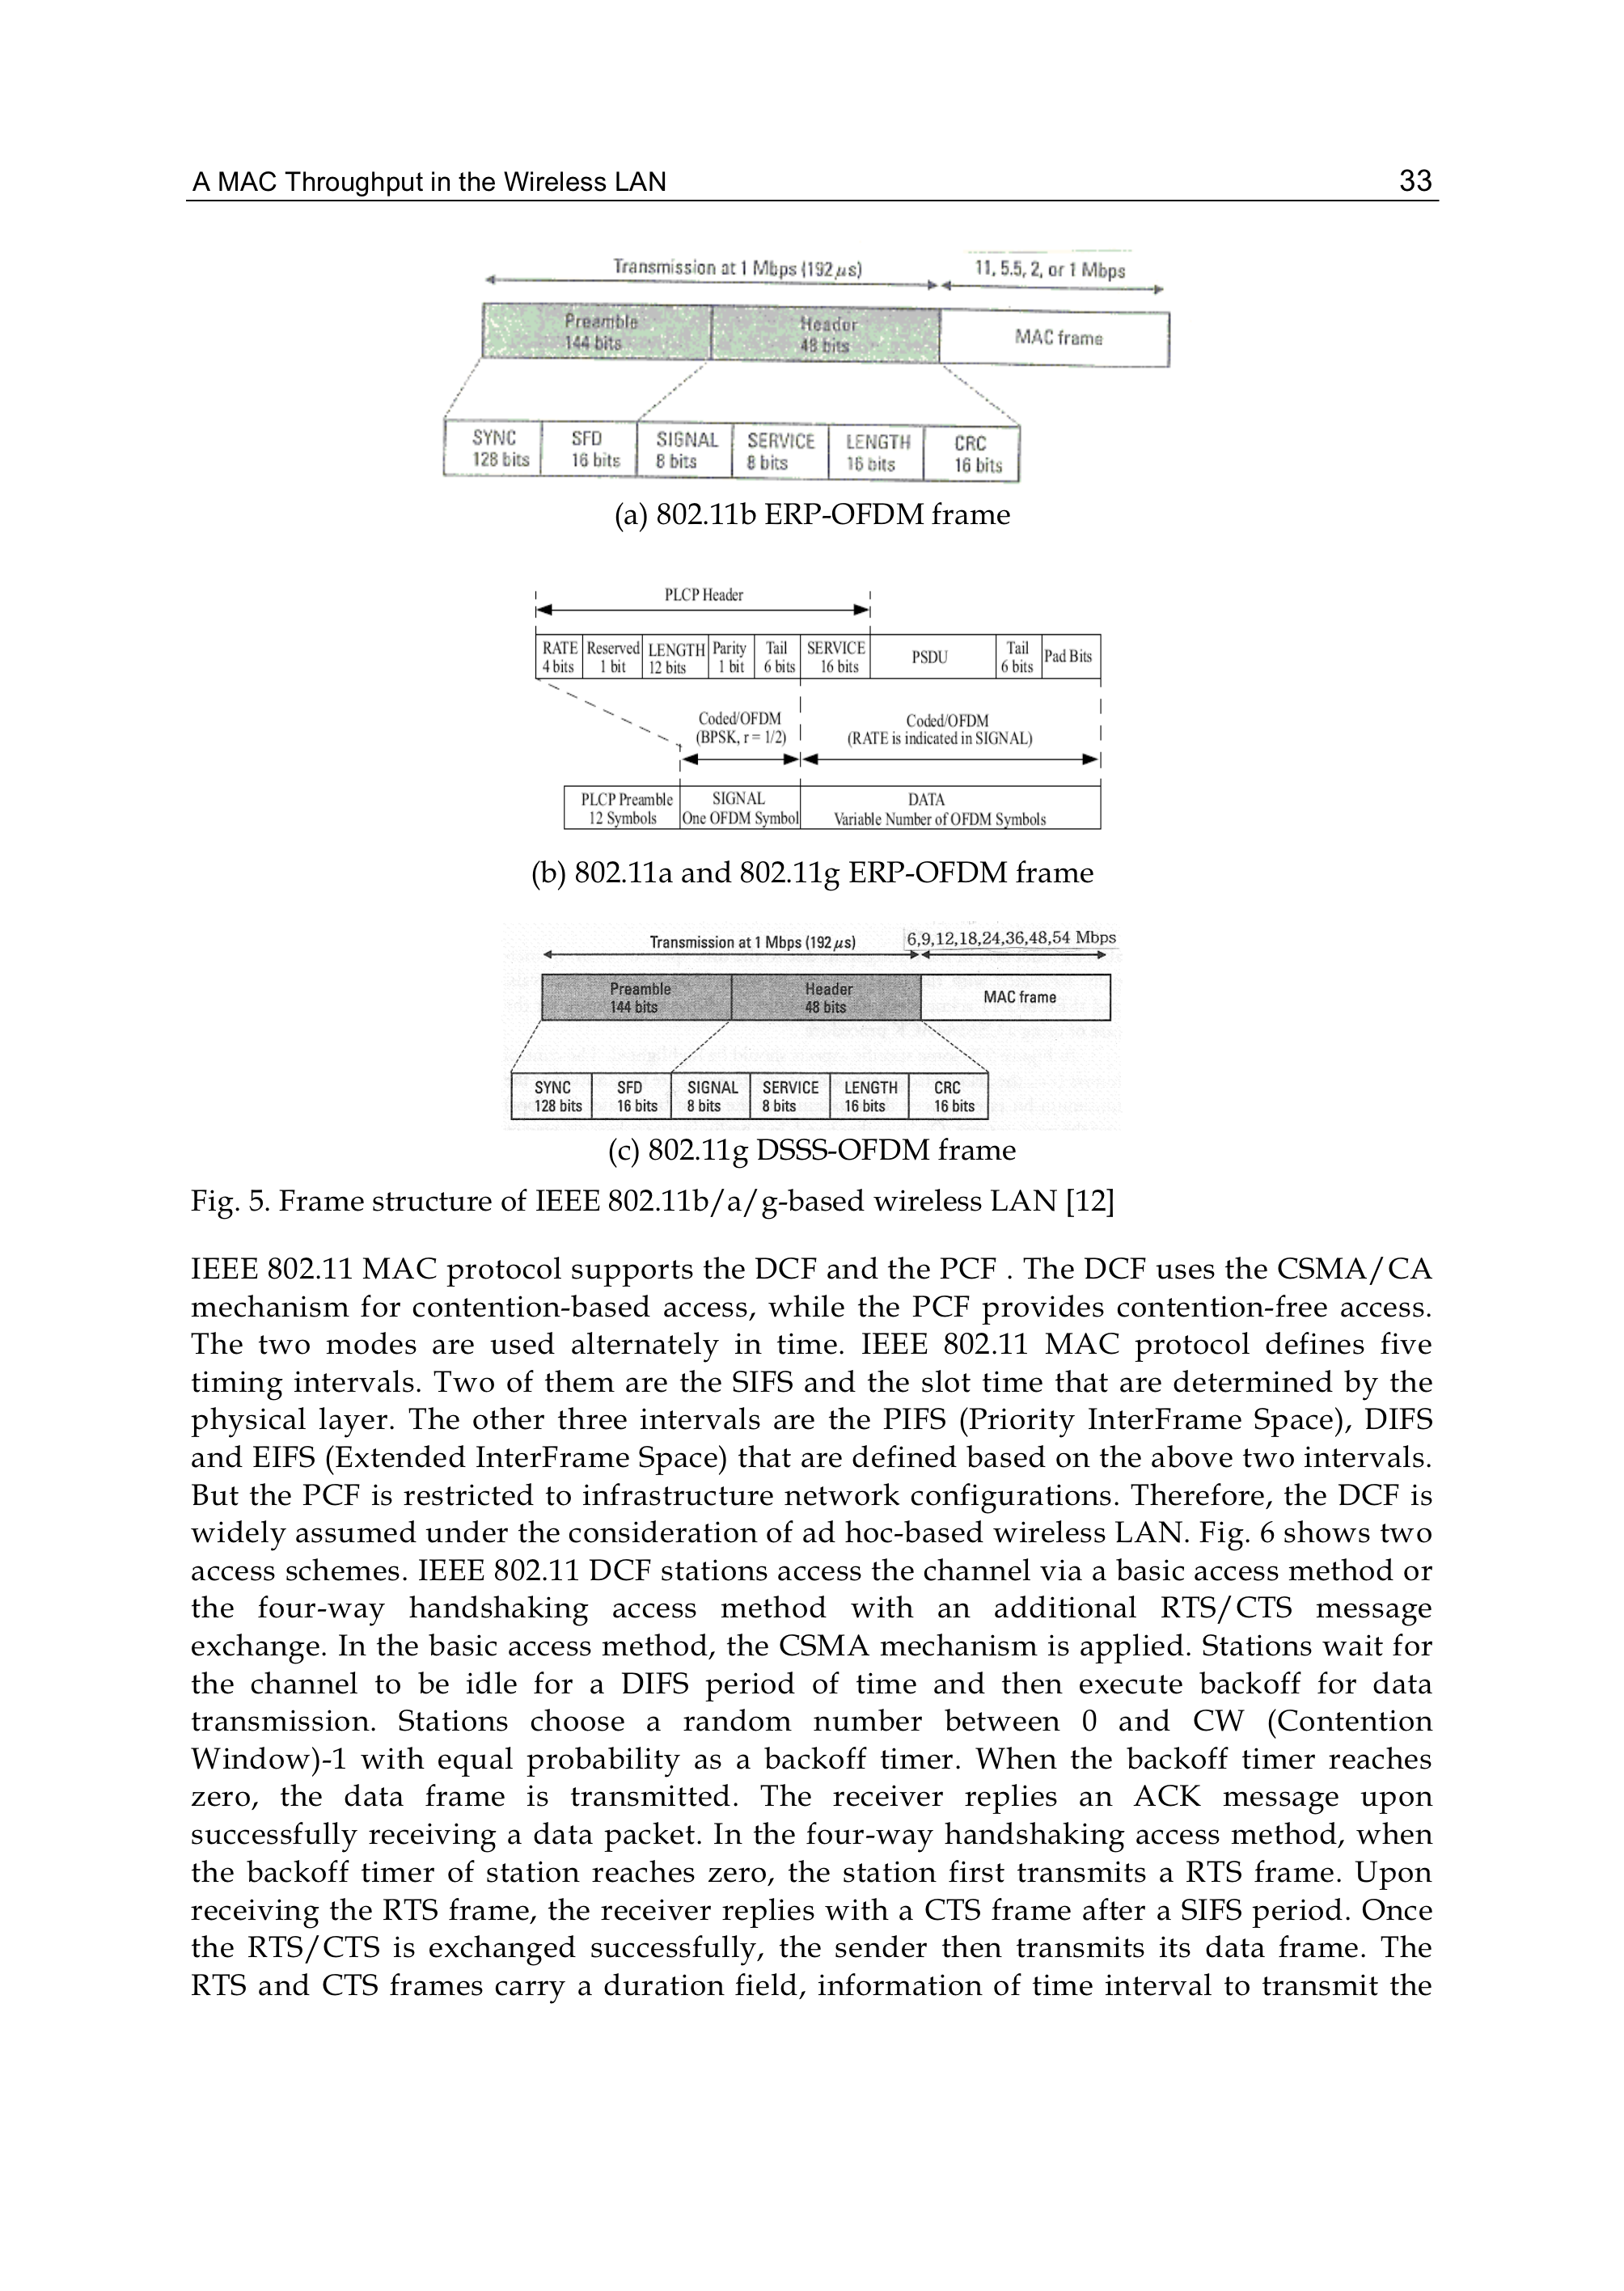 A MAC Throughput in the Wireless LAN 33
Transmission at 1 Mbps (192 µs) 11, 5.5, 2, or 1 Mbps
Preamble Header MAC frame
144 bits 48 bits
SYNC SFD SIGNAL SERVICE LENGTH CRC
128 bits 16 bits 8 bits 8 bits 16 bits 16 bits
(a) 802.11b ERP-OFDM frame
PLCP Header
RATE Reserved LENGTH Parity Tail SERVICE PSDU Tail Pad Bits
4 bits 1 bit 12 bits 1 bit 6 bits 16 bits 6 bits
Coded/OFDM Coded/OFDM
(BPSK, r = 1/2) (RATE is indicated in SIGNAL)
PLCP Preamble SIGNAL DATA
12 Symbols One OFDM Symbol Variable Number of OFDM Symbols
(b) 802.11a and 802.11g ERP-OFDM frame
Transmission at 1 Mbps (192 µs) 6,9,12,18,24,36,48,54 Mbps
Preamble Header MAC frame
144 bits 48 bits
SYNC SFD SIGNAL SERVICE LENGTH CRC
128 bits 16 bits 8 bits 8 bits 16 bits 16 bits
(c) 802.11g DSSS-OFDM frame
Fig. 5. Frame structure of IEEE 802.11b/a/g-based wireless LAN [12]
IEEE 802.11 MAC protocol supports the DCF and the PCF . The DCF uses the CSMA/CA
mechanism for contention-based access, while the PCF provides contention-free access.
The two modes are used alternately in time. IEEE 802.11 MAC protocol defines five
timing intervals. Two of them are the SIFS and the slot time that are determined by the
physical layer. The other three intervals are the PIFS (Priority InterFrame Space), DIFS
and EIFS (Extended InterFrame Space) that are defined based on the above two intervals.
But the PCF is restricted to infrastructure network configurations. Therefore, the DCF is
widely assumed under the consideration of ad hoc-based wireless LAN. Fig. 6 shows two
access schemes. IEEE 802.11 DCF stations access the channel via a basic access method or
the four-way handshaking access method with an additional RTS/CTS message
exchange. In the basic access method, the CSMA mechanism is applied. Stations wait for
the channel to be idle for a DIFS period of time and then execute backoff for data
transmission. Stations choose a random number between 0 and CW (Contention
Window)-1 with equal probability as a backoff timer. When the backoff timer reaches
zero, the data frame is transmitted. The receiver replies an ACK message upon
successfully receiving a data packet. In the four-way handshaking access method, when
the backoff timer of station reaches zero, the station first transmits a RTS frame. Upon
receiving the RTS frame, the receiver replies with a CTS frame after a SIFS period. Once
the RTS/CTS is exchanged successfully, the sender then transmits its data frame. The
RTS and CTS frames carry a duration field, information of time interval to transmit the